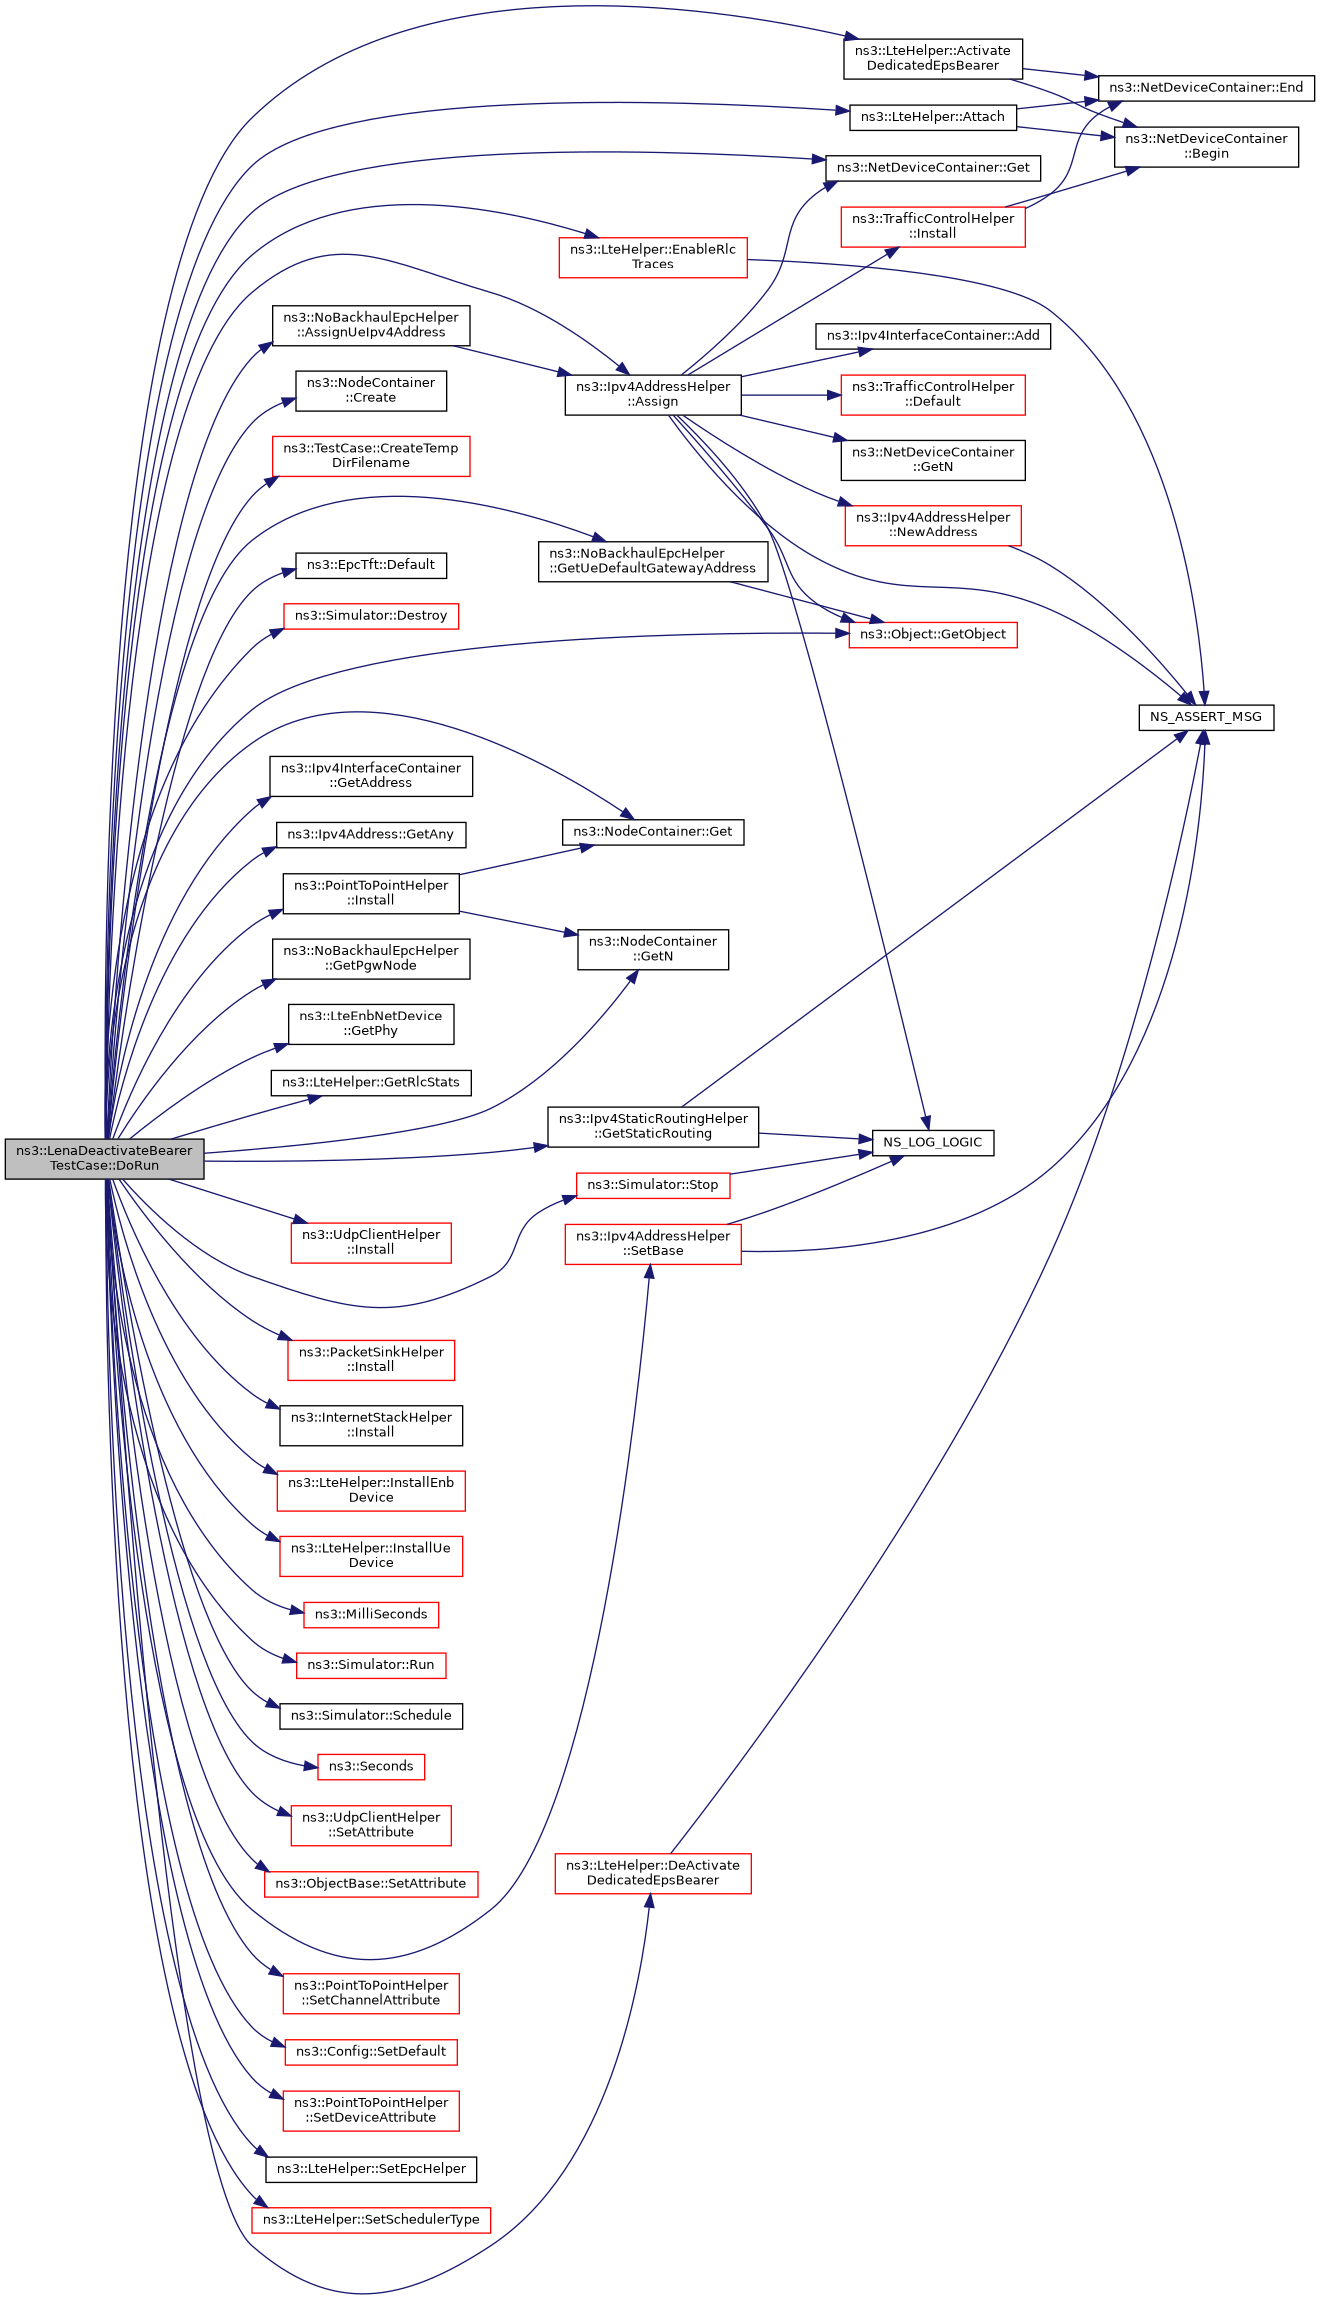 ns3::LteHelper::Activate
DedicatedEpsBearer
ns3::NetDeviceContainer::End
ns3::LteHelper::Attach
ns3::NetDeviceContainer
::Begin
ns3::NetDeviceContainer::Get
ns3::TrafficControlHelper
::Install
ns3::LteHelper::EnableRlc
Traces
ns3::NoBackhaulEpcHelper
::AssignUeIpv4Address
ns3::Ipv4InterfaceContainer::Add
ns3::NodeContainer
::Create
ns3::Ipv4AddressHelper
::Assign
ns3::TrafficControlHelper
::Default
ns3::TestCase::CreateTemp
DirFilename
ns3::NetDeviceContainer
::GetN
ns3::Ipv4AddressHelper
::NewAddress
ns3::NoBackhaulEpcHelper
::GetUeDefaultGatewayAddress
ns3::EpcTft::Default
ns3::Simulator::Destroy
ns3::Object::GetObject
NS_ASSERT_MSG
ns3::Ipv4InterfaceContainer
::GetAddress
ns3::Ipv4Address::GetAny
ns3::NodeContainer::Get
ns3::PointToPointHelper
::Install
ns3::NoBackhaulEpcHelper
::GetPgwNode
ns3::NodeContainer
::GetN
ns3::LteEnbNetDevice
::GetPhy
ns3::LteHelper::GetRlcStats
ns3::Ipv4StaticRoutingHelper
::GetStaticRouting
NS_LOG_LOGIC
ns3::LenaDeactivateBearer
TestCase::DoRun
ns3::Simulator::Stop
ns3::UdpClientHelper
::Install
ns3::Ipv4AddressHelper
::SetBase
ns3::PacketSinkHelper
::Install
ns3::InternetStackHelper
::Install
ns3::LteHelper::InstallEnb
Device
ns3::LteHelper::InstallUe
Device
ns3::MilliSeconds
ns3::Simulator::Run
ns3::Simulator::Schedule
ns3::Seconds
ns3::UdpClientHelper
::SetAttribute
ns3::LteHelper::DeActivate
DedicatedEpsBearer
ns3::ObjectBase::SetAttribute
ns3::PointToPointHelper
::SetChannelAttribute
ns3::Config::SetDefault
ns3::PointToPointHelper
::SetDeviceAttribute
ns3::LteHelper::SetEpcHelper
ns3::LteHelper::SetSchedulerType